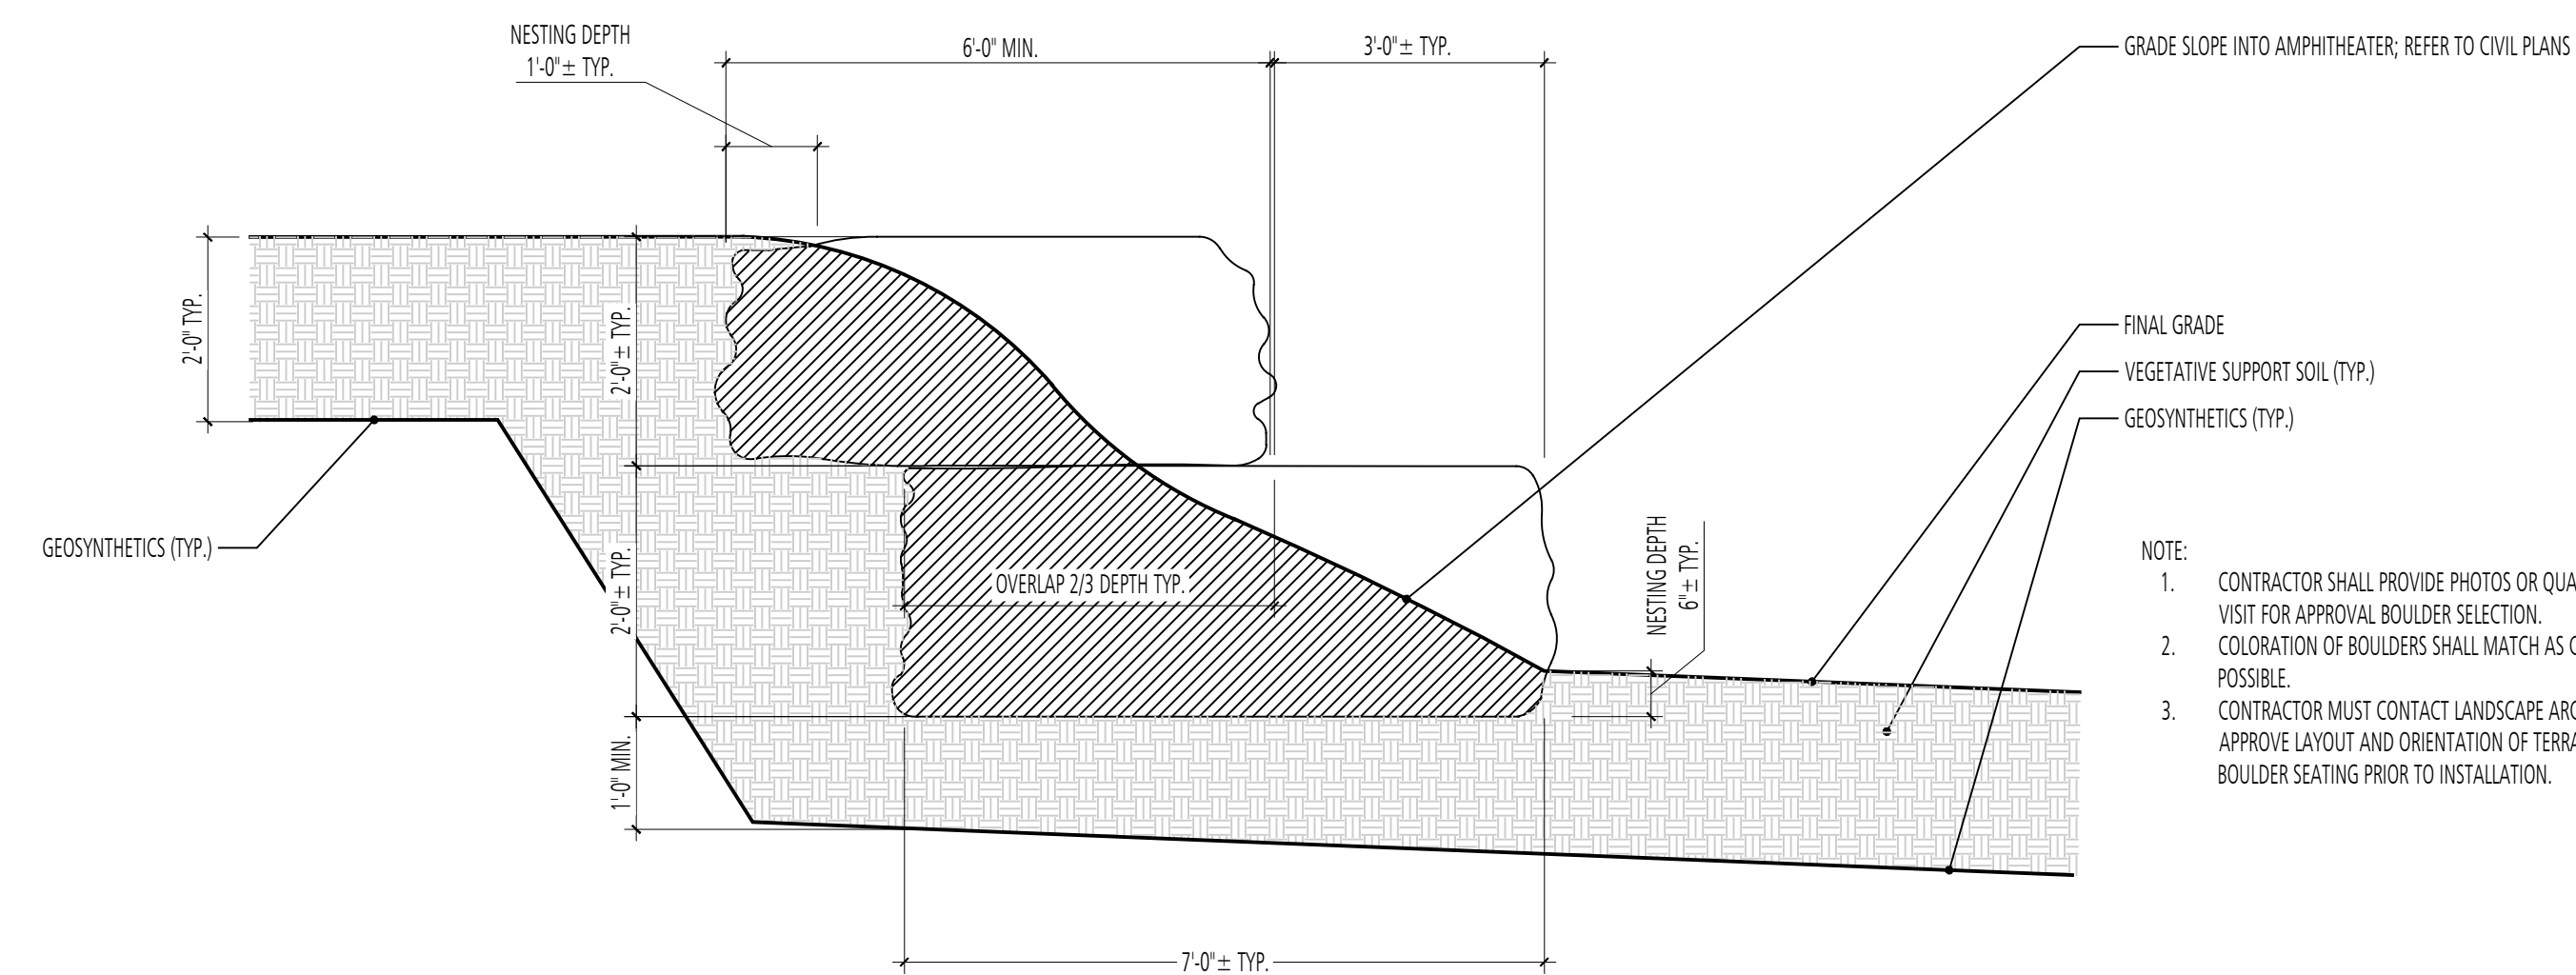 NESTING DEPTH
1'-0"± TYP.
6'-0" MIN.
3'-0"± TYP.
GRADE SLOPE INTO AMPHITHEATER; REFER TO CIVIL PLANS
2'-0" TYP.
2'-0"± TYP.
FINAL GRADE
VEGETATIVE SUPPORT SOIL (TYP.)
GEOSYNTHETICS (TYP.)
GEOSYNTHETICS (TYP.)
2'-0"± TYP.
OVERLAP 2/3 DEPTH TYP.
NESTING DEPTH
6"± TYP.
1'-0" MIN.
7'-0"± TYP.
NOTE:
1. CONTRACTOR SHALL PROVIDE PHOTOS OR
VISIT FOR APPROVAL BOULDER SELECTION.
2. COLORATION OF BOULDERS SHALL MATCH AS
POSSIBLE.
3. CONTRACTOR MUST CONTACT LANDSCAPE
APPROVE LAYOUT AND ORIENTATION OF
BOULDER SEATING PRIOR TO INSTALLATION.